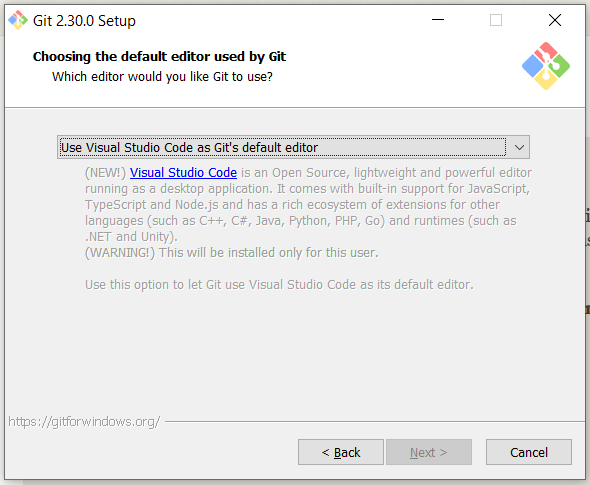 Git 2.30.0 Setup
Choosing the default editor used by Git
Which editor would you like Git to use?
Use Visual Studio Code as Git's default editor
(NEW!) Visual Studio Code is an Open Source, lightweight and powerful editor
running as a desktop application. It comes with built-in support for JavaScript,
TypeScript and Node.js and has a rich ecosystem of extensions for other
languages (such as C++, C#, Java, Python, PHP, Go) and runtimes (such as
.NET and Unity).
(WARNING!) This will be installed only for this user.
Use this option to let Git use Visual Studio Code as its default editor.
https://gitforwindows.org/
< Back
Next >
Cancel